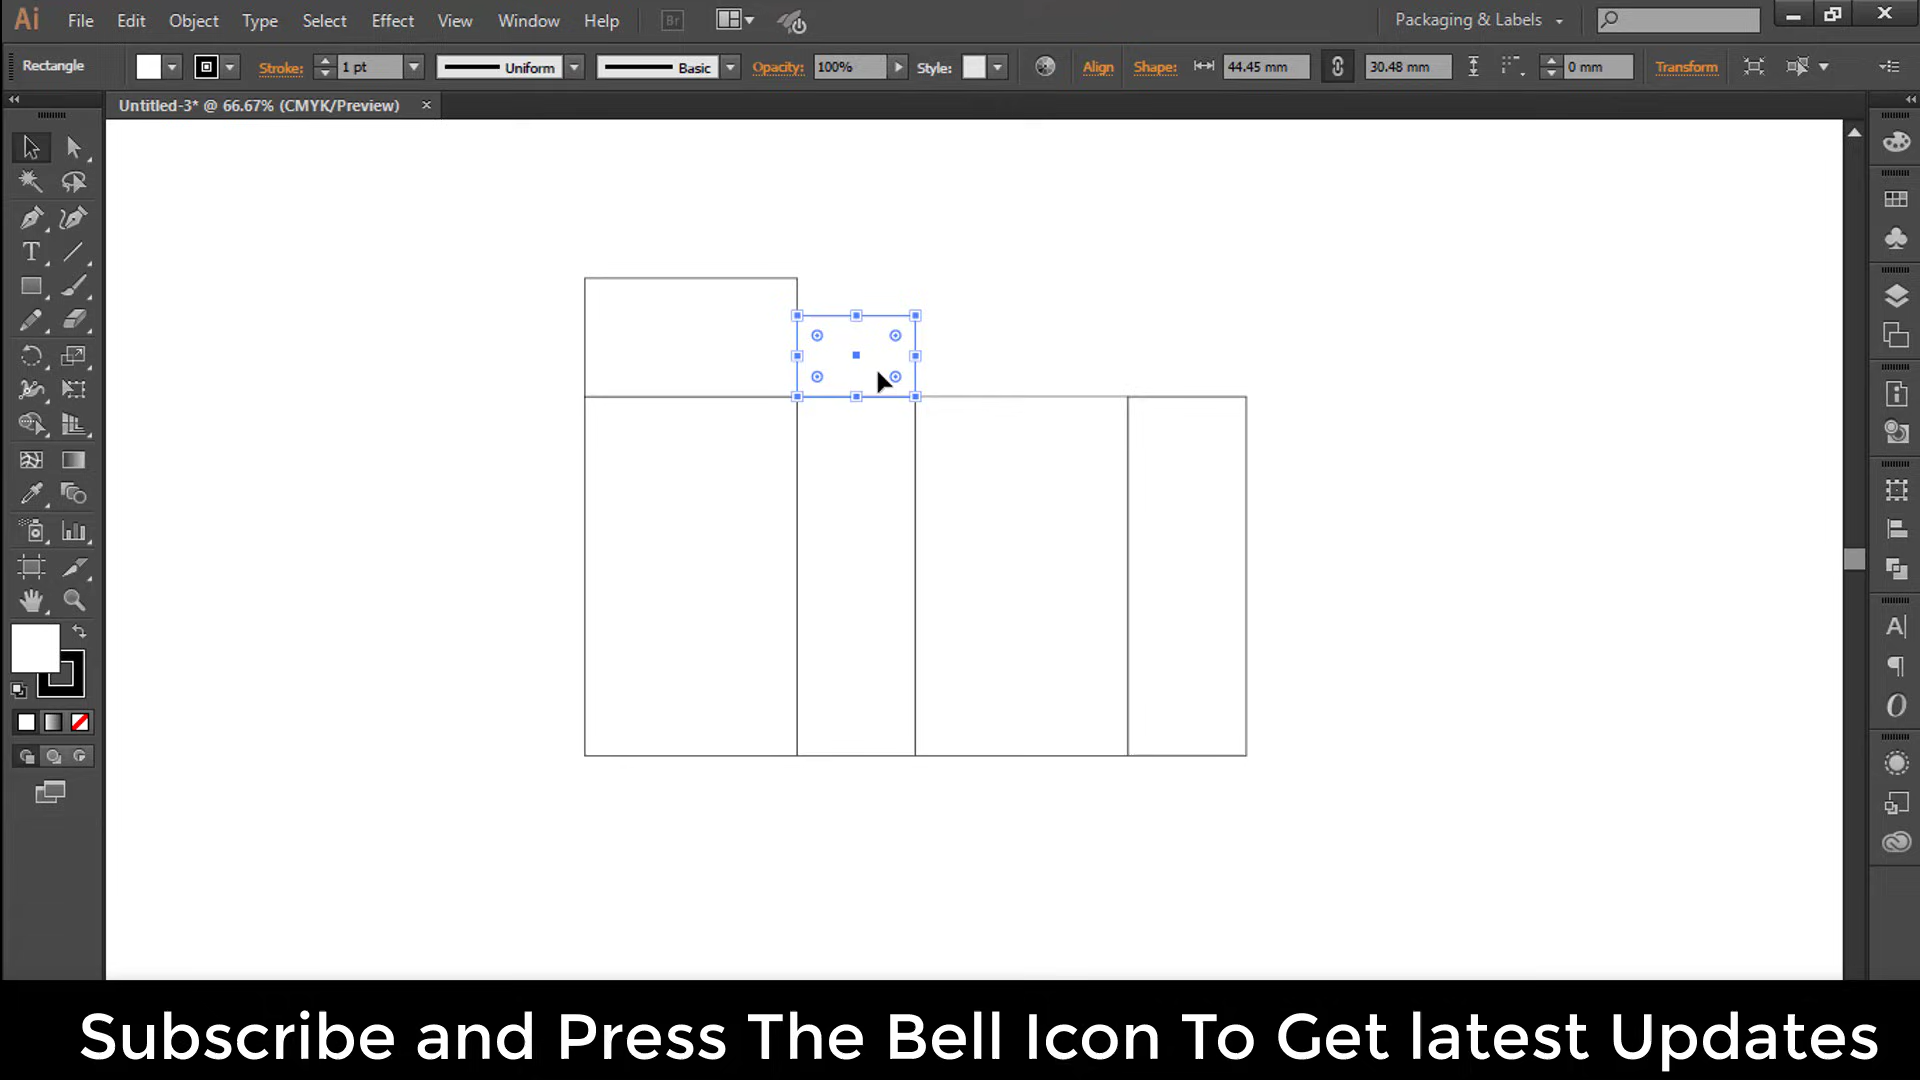 Ai File Edit Object Type Select Effect View Window Help Br Packaging & Labels
Rectangle Stroke: 1 pt Uniform Basic Opacity: 100% Style: Align Shape: 44.45 mm 30.48 mm 0 mm Transform
Untitled-3* @ 66.67% (CMYK/Preview) ×
Subscribe and Press The Bell Icon To Get latest Updates